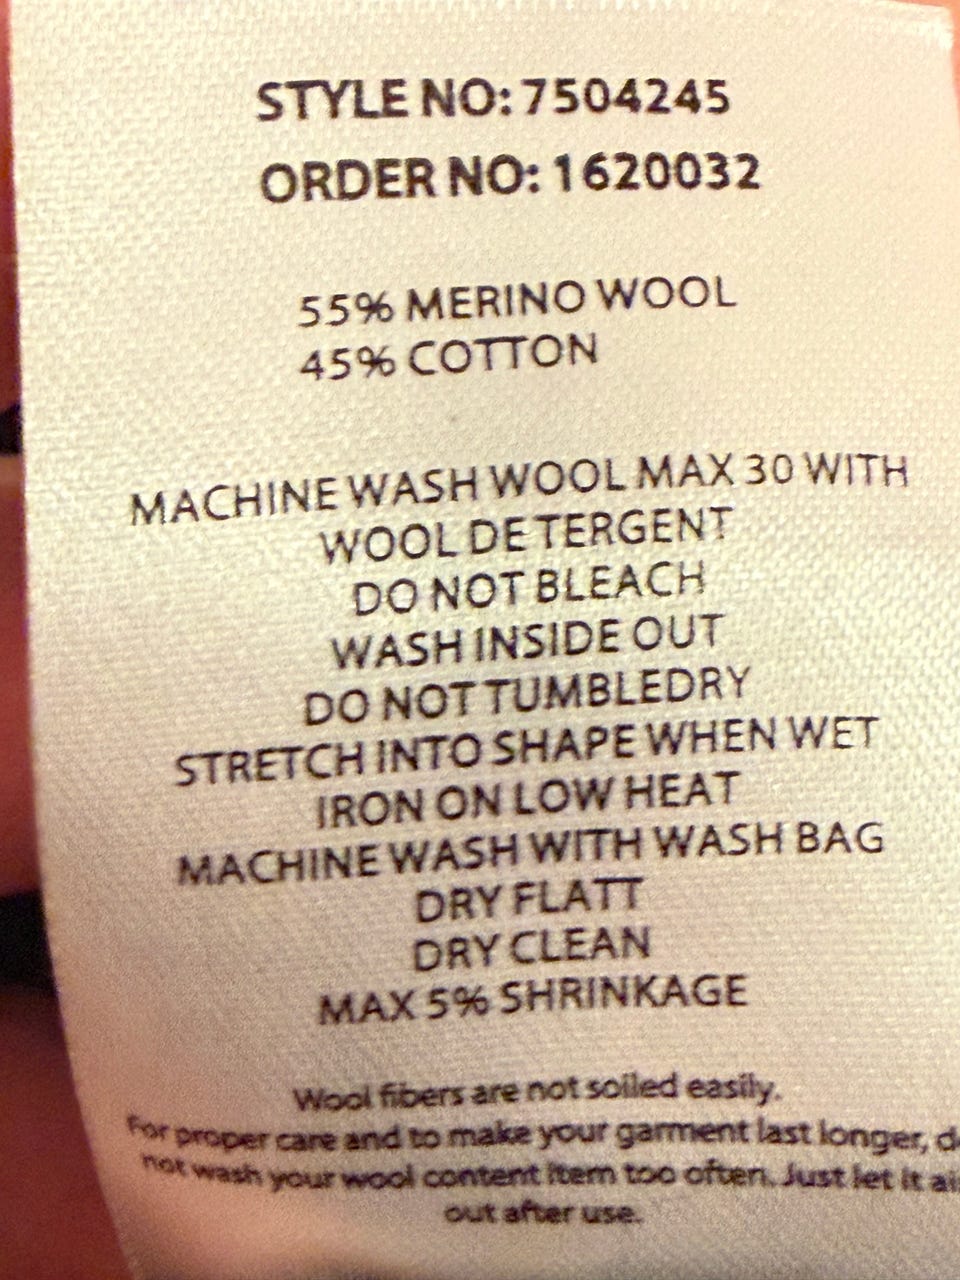 STYLE NO: 7504245
ORDER NO: 1620032
55% MERINO WOOL
45% COTTON
MACHINE WASH WOOL MAX 30 WITH
WOOL DETERGENT
DO NOT BLEACH
WASH INSIDE OUT
DO NOT TUMBLEDRY
STRETCH INTO SHAPE WHEN WET
IRON ON LOW HEAT
MACHINE WASH WITH WASH BAG
DRY FLATT
DRY CLEAN
MAX 5% SHRINKAGE
Wool fibers are not soiled easily.
For proper care and to make your garment last longer,
not wash your wool content item too often. Just let it
out after use.